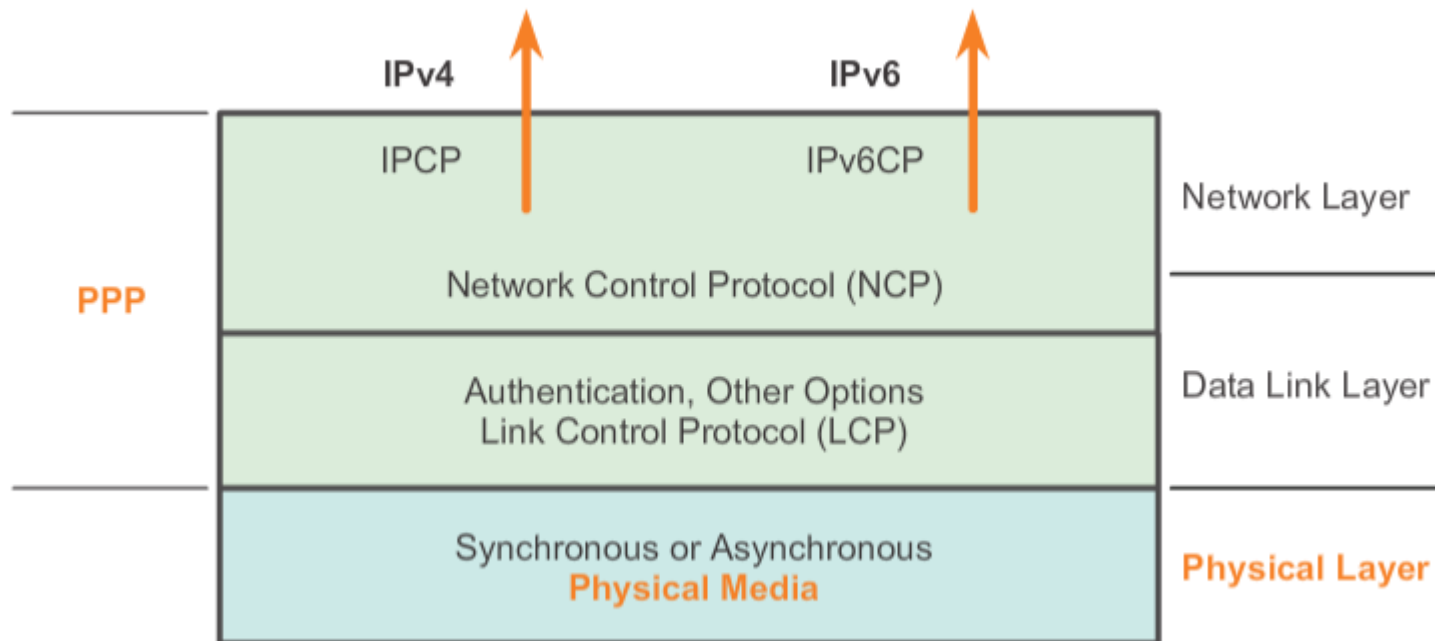 IPv4
IPv6
IPCP
IPv6CP
Network Layer
Network Control Protocol (NCP)
PPP
Authentication, Other Options
Link Control Protocol (LCP)
Data Link Layer
Synchronous or Asynchronous
Physical Media
Physical Layer